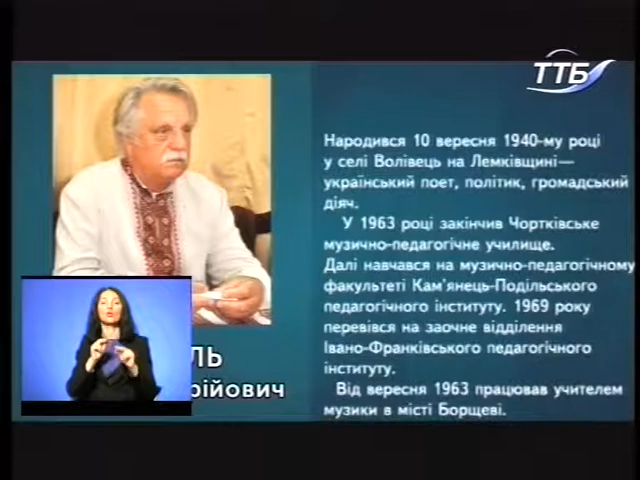 ТТБ
Народився 10 вересня 1940-му році
у селі Волівець на Лемківщині—
український поет, політик, громадський
діяч.
У 1963 році закінчив Чортківське
музично-педагогічне училище.
Далі навчався на музично-педагогічному
факультеті Кам'янець-Подільського
педагогічного інституту. 1969 року
перевівся на заочне відділення
Івано-Франківського педагогічного
інституту.
Від вересня 1963 працював учителем
музики в місті Борщеві.